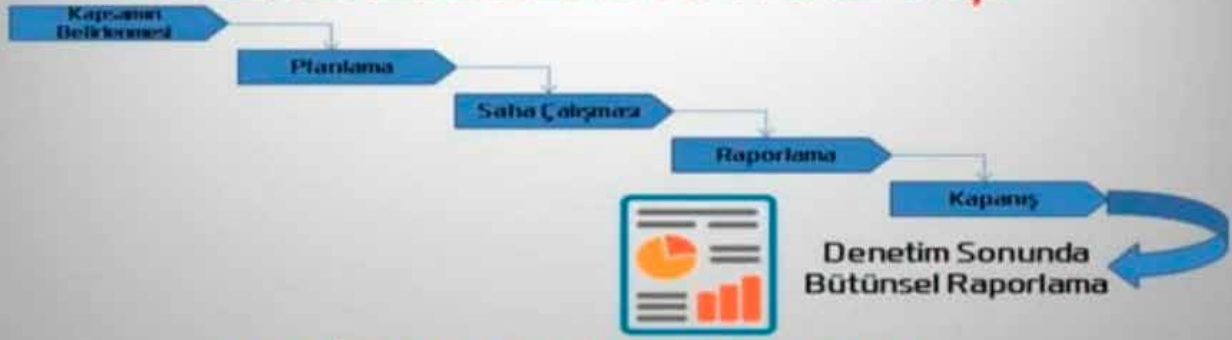 Kapsamın
Belirlenmesi
Planlama
Saha Çalışması
Raporlama
Kapanış
Denetim Sonunda
Bütünsel Raporlama